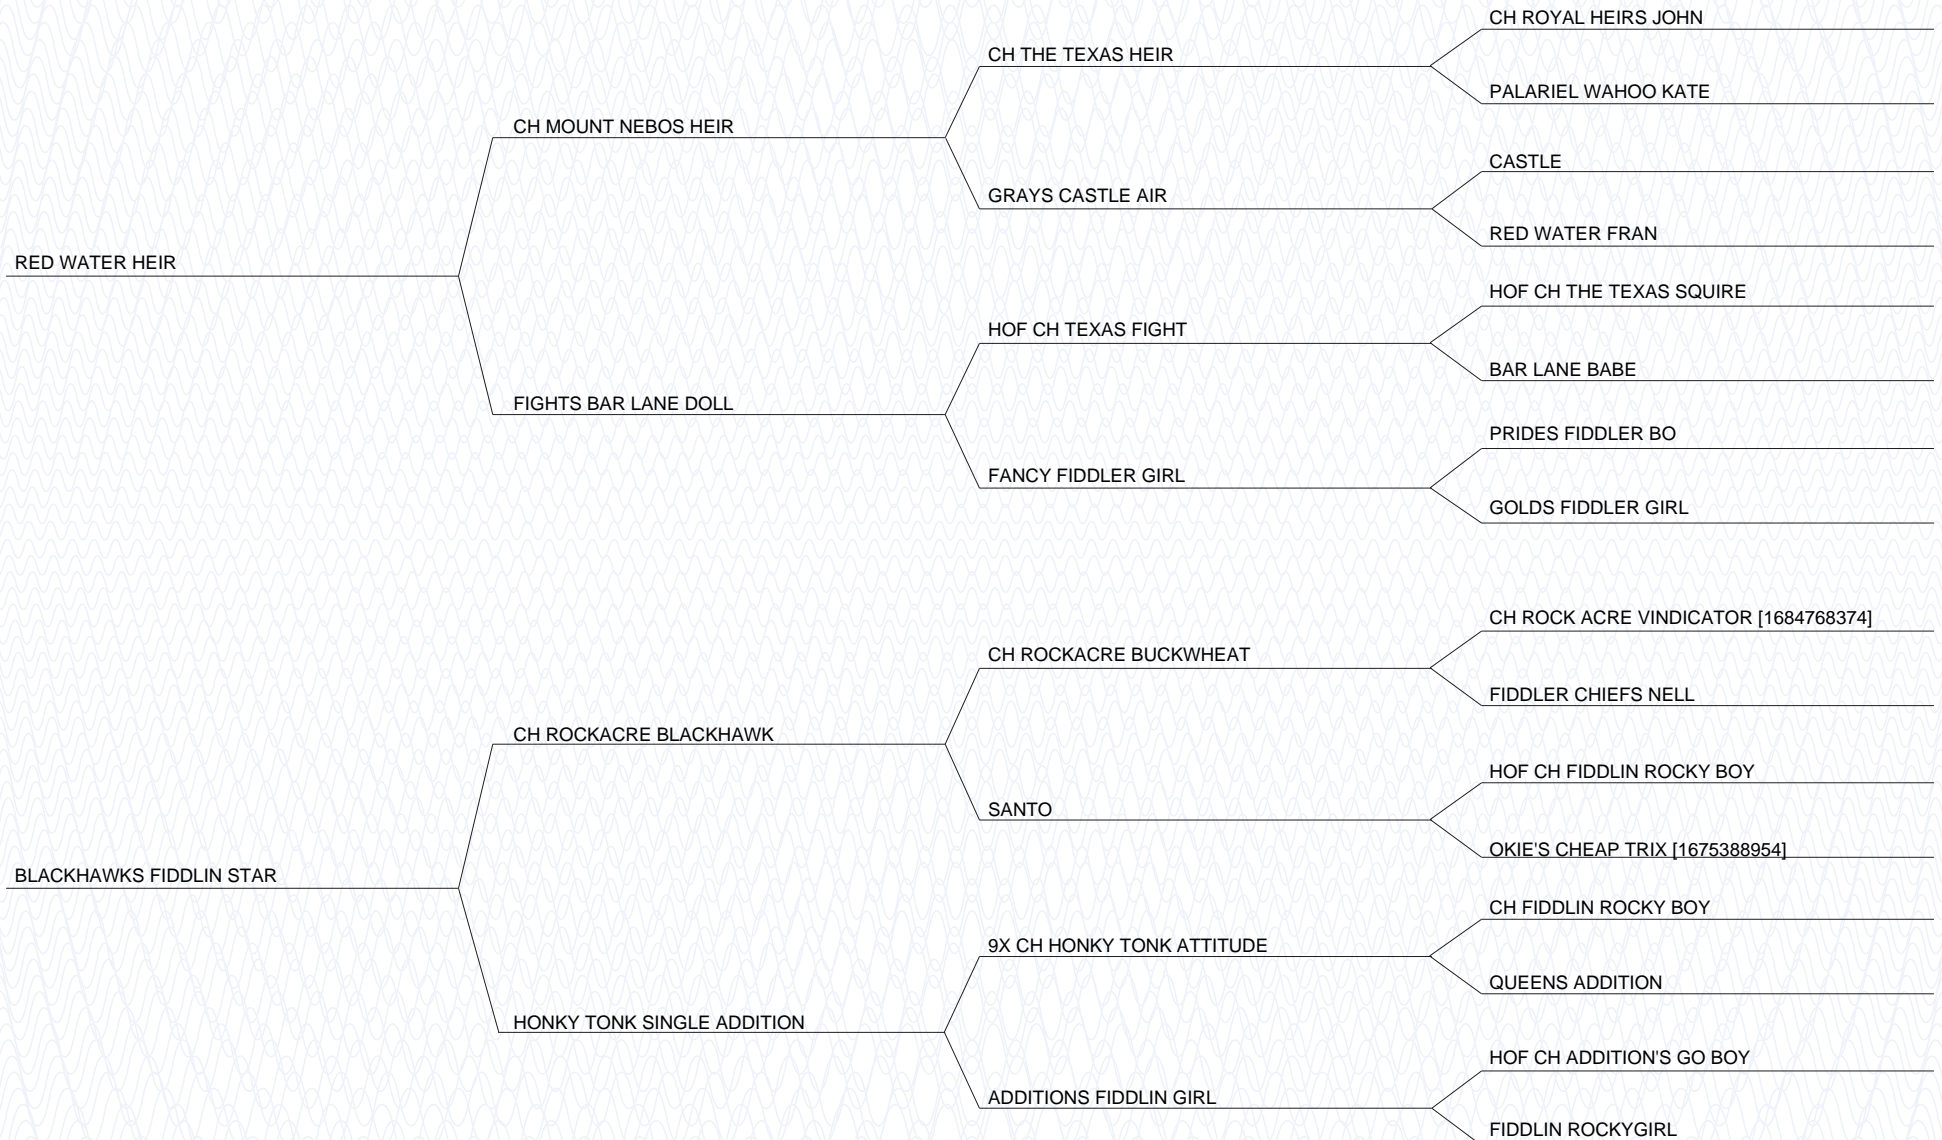 CH ROYAL HEIRS JOHN
CH THE TEXAS HEIR
PALARIEL WAHOO KATE
CH MOUNT NEBOS HEIR
CASTLE
GRAYS CASTLE AIR
RED WATER FRAN
RED WATER HEIR
HOF CH THE TEXAS SQUIRE
HOF CH TEXAS FIGHT
BAR LANE BABE
FIGHTS BAR LANE DOLL
PRIDES FIDDLER BO
FANCY FIDDLER GIRL
GOLDS FIDDLER GIRL
CH ROCK ACRE VINDICATOR [1684768374]
CH ROCKACRE BUCKWHEAT
FIDDLER CHIEFS NELL
CH ROCKACRE BLACKHAWK
HOF CH FIDDLIN ROCKY BOY
SANTO
OKIE'S CHEAP TRIX [1675388954]
BLACKHAWKS FIDDLIN STAR
CH FIDDLIN ROCKY BOY
9X CH HONKY TONK ATTITUDE
QUEENS ADDITION
HONKY TONK SINGLE ADDITION
HOF CH ADDITION'S GO BOY
ADDITIONS FIDDLIN GIRL
FIDDLIN ROCKYGIRL